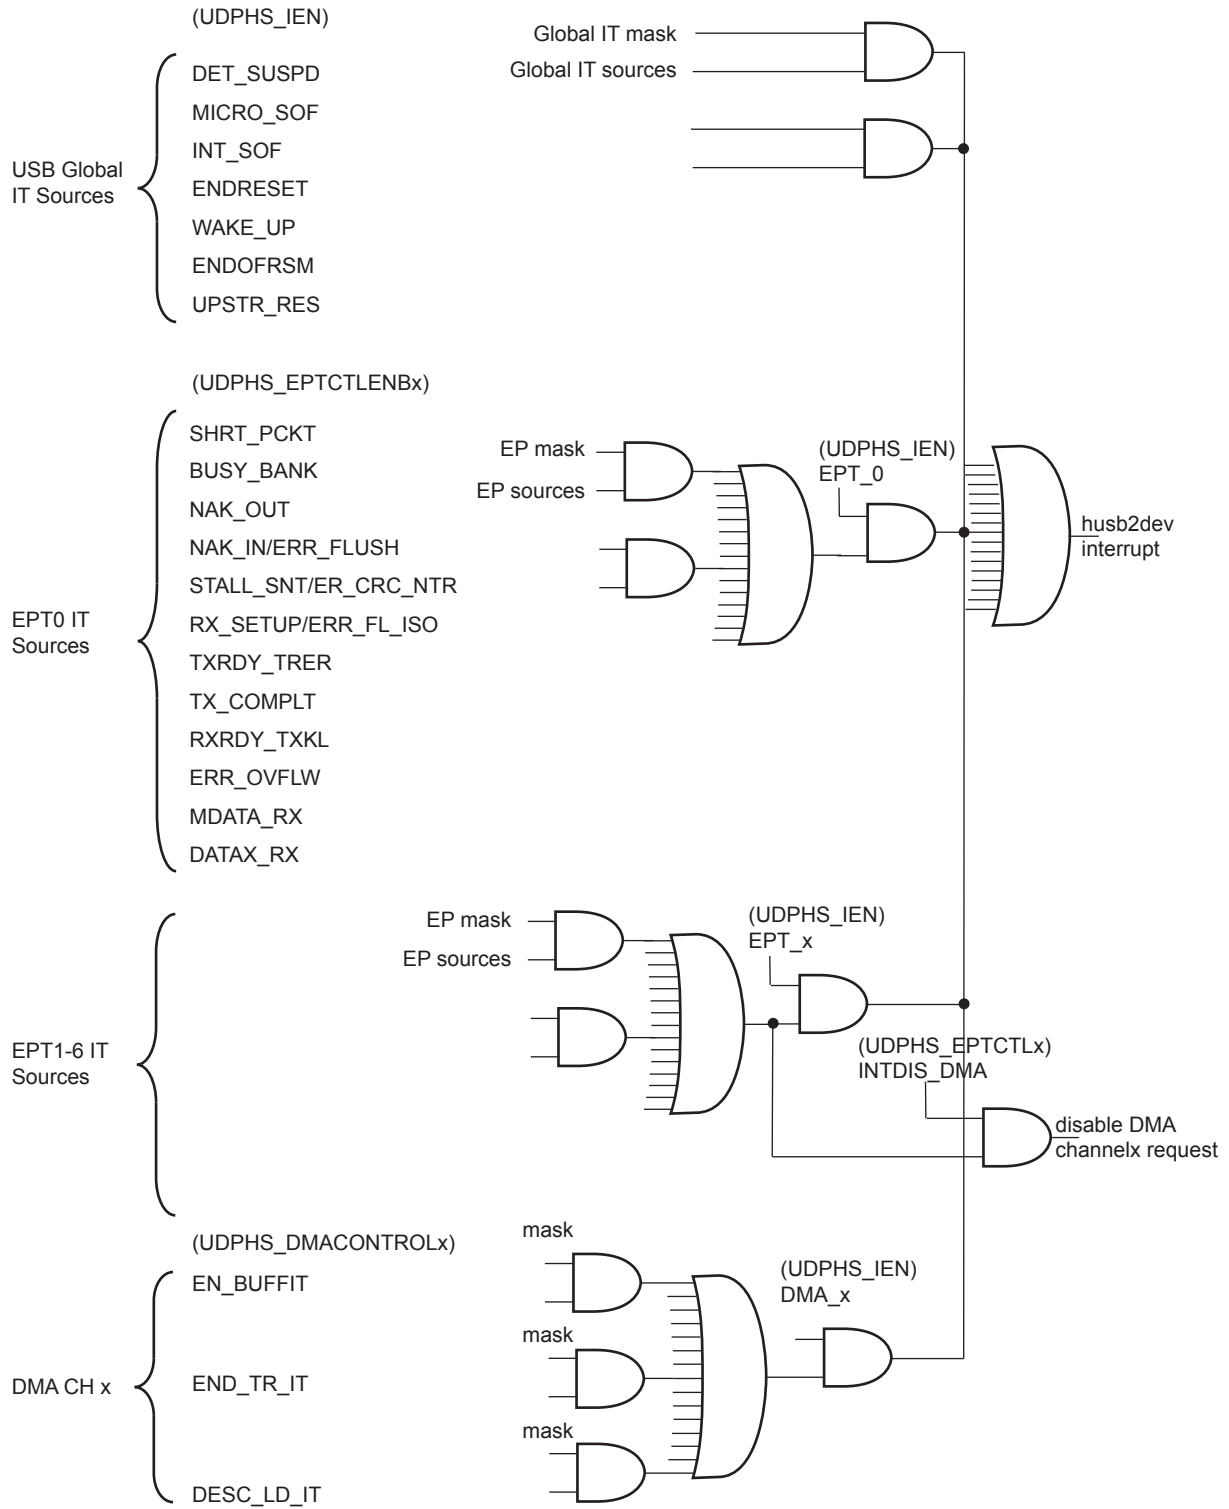 (UDPHS_IEN)
Global IT mask
Global IT sources
DET_SUSPD
MICRO_SOF
INT_SOF
ENDRESET
WAKE_UP
ENDOFRSM
UPSTR_RES
USB Global
IT Sources
(UDPHS_EPTCTLENBx)
SHRT_PCKT
BUSY_BANK
NAK_OUT
NAK_IN/ERR_FLUSH
STALL_SNT/ER_CRC_NTR
RX_SETUP/ERR_FL_ISO
TXRDY_TRER
TX_COMPLT
RXRDY_TXKL
ERR_OVFLW
MDATA_RX
DATAX_RX
EPT0 IT
Sources
EP mask
EP sources
(UDPHS_IEN)
EPT_0
husb2dev
interrupt
EPT1-6 IT
Sources
EP mask
EP sources
(UDPHS_IEN)
EPT_x
(UDPHS_EPTCTLx)
INTDIS_DMA
disable DMA
channelx request
(UDPHS_DMACONTROLx)
EN_BUFFIT
END_TR_IT
DESC_LD_IT
DMA CH x
mask
mask
mask
(UDPHS_IEN)
DMA_x